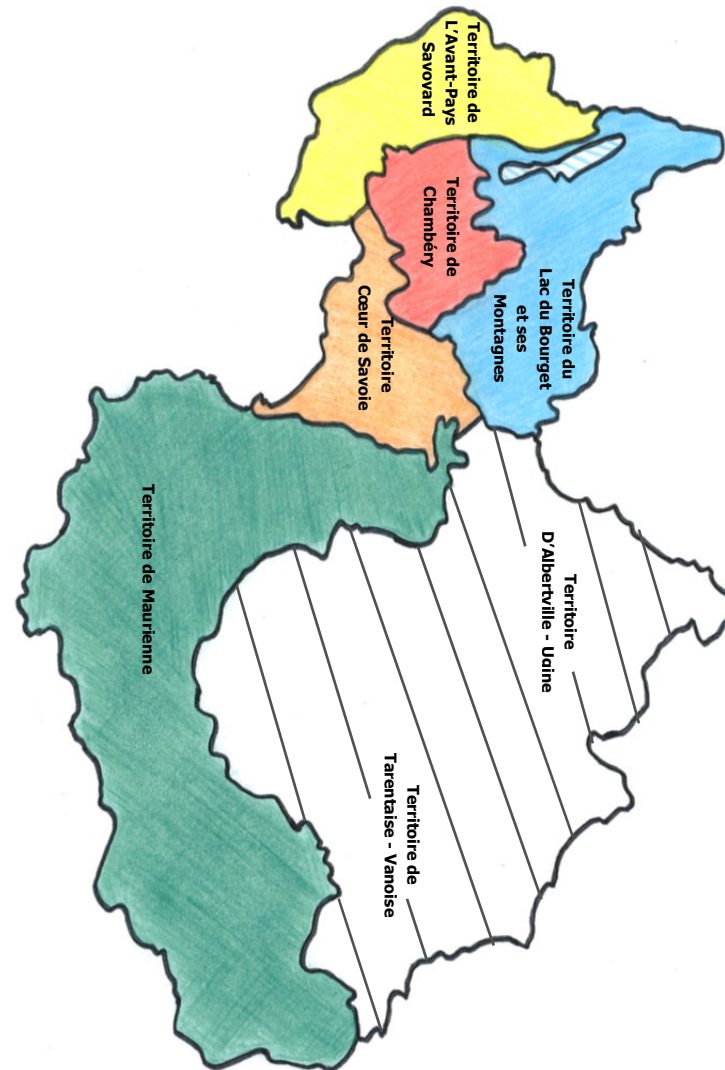 Territoire de
L'Avant-Pays
Savoyard
Territoire du
Lac du Bourget
et ses
Montagnes
Territoire de
Chambéry
Territoire
Cœur de Savoie
Territoire
D'Albertville - Ugine
Territoire de
Tarentaise - Vanoise
Territoire de Maurienne